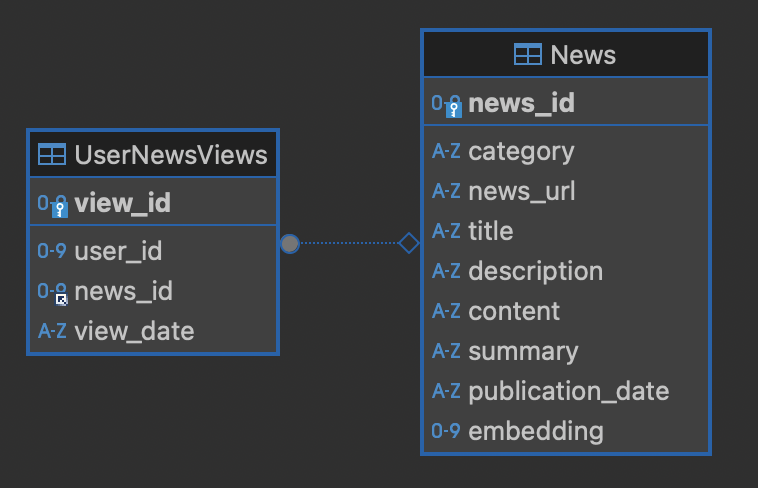 UserNewsViews
0-9 view_id
0-9 user_id
0-9 news_id
A-Z view_date
News
0-9 news_id
A-Z category
A-Z news_url
A-Z title
A-Z description
A-Z content
A-Z summary
A-Z publication_date
0-9 embedding